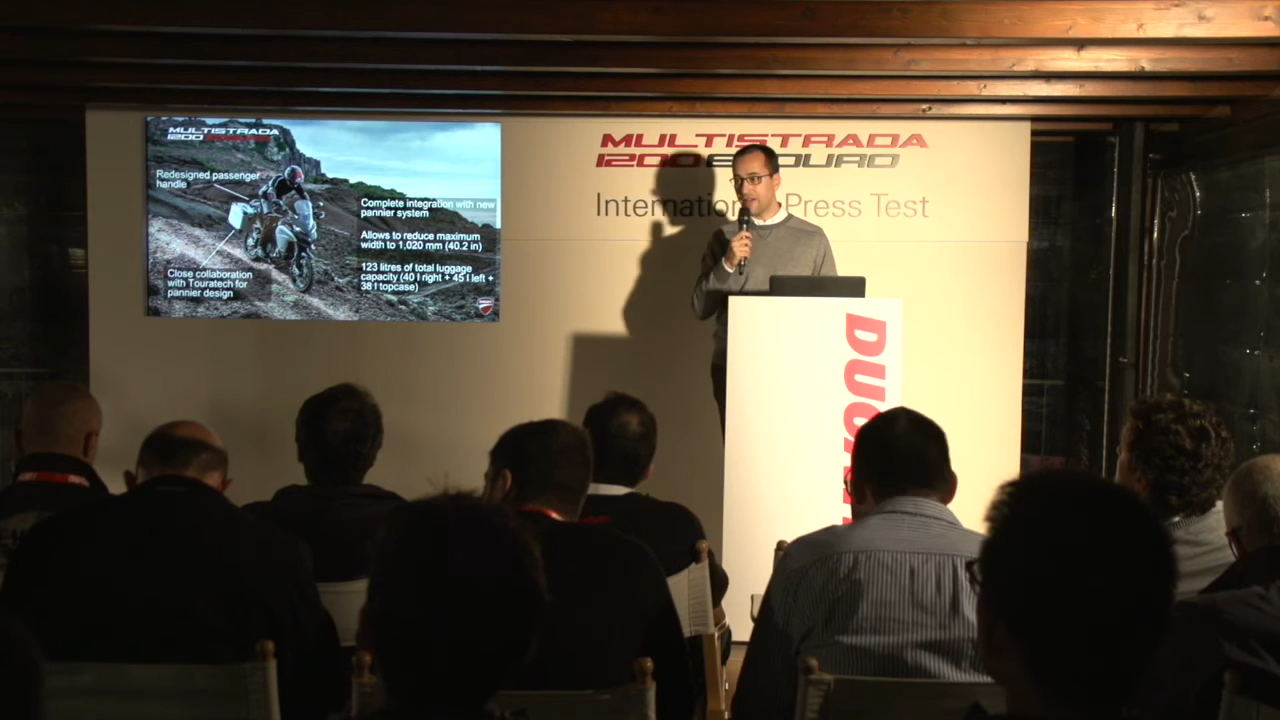 MULTISTRADA
1200 ENDURO
Redesigned passenger
handle
Complete integration with new
pannier system
Allows to reduce maximum
width to 1,020 mm (40.2 in)
123 litres of total luggage
capacity (40 l right + 45 l left +
38 l topcase)
Close collaboration
with Touratech for
pannier design
MULTISTRADA
1200 ENDURO
International Press Test
DUCATI